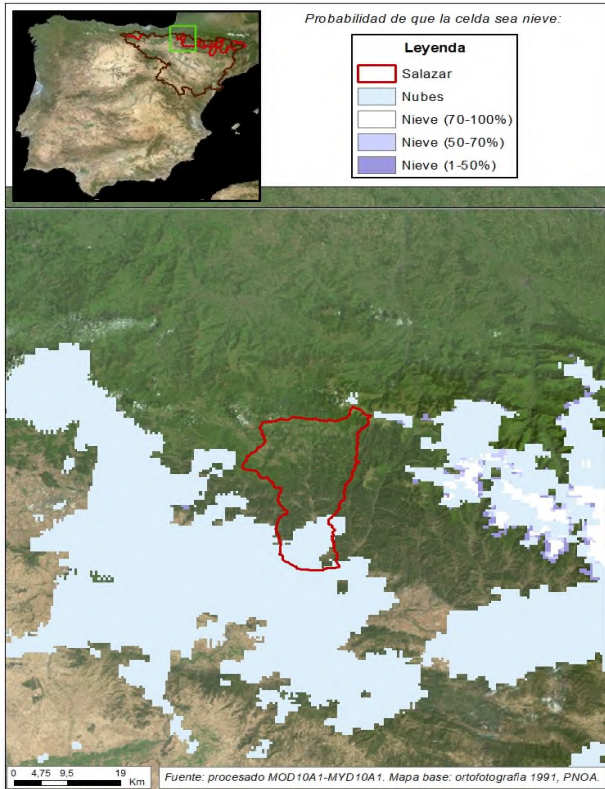 Probabilidad de que la celda sea nieve:
Leyenda
Salazar
Nubes
Nieve (70-100%)
Nieve (50-70%)
Nieve (1-50%)
0 4,75 9,5 19
Km
Fuente: procesado MOD10A1-MYD10A1. Mapa base: ortofotografía 1991, PNOA.